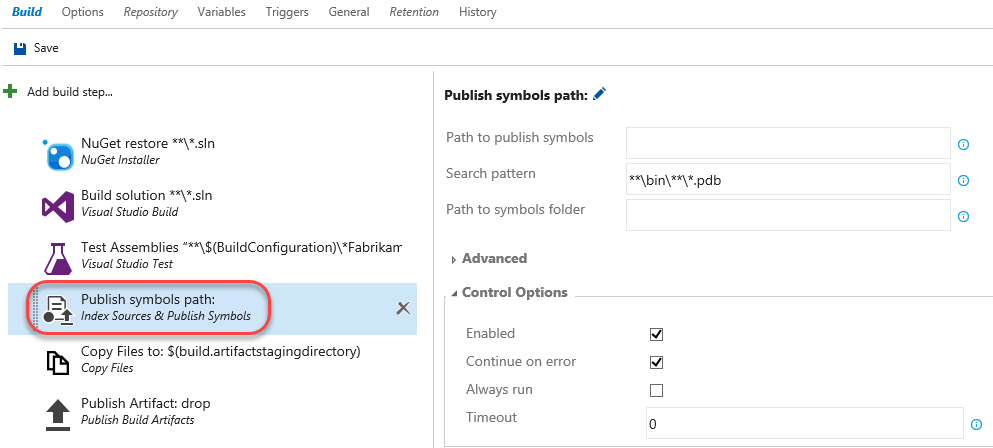 Build Options Repository Variables Triggers General Retention History
Save
Add build step...
NuGet restore **\*.sln
NuGet Installer
Build solution **\*.sln
Visual Studio Build
Test Assemblies “**\$(BuildConfiguration)\*Fabrikam
Visual Studio Test
Publish symbols path:
Index Sources & Publish Symbols
Copy Files to: $(build.artifactstagingdirectory)
Copy Files
Publish Artifact: drop
Publish Build Artifacts
Publish symbols path:
Path to publish symbols
Search pattern **\bin\**\*.pdb
Path to symbols folder
Advanced
Control Options
Enabled
Continue on error
Always run
Timeout 0